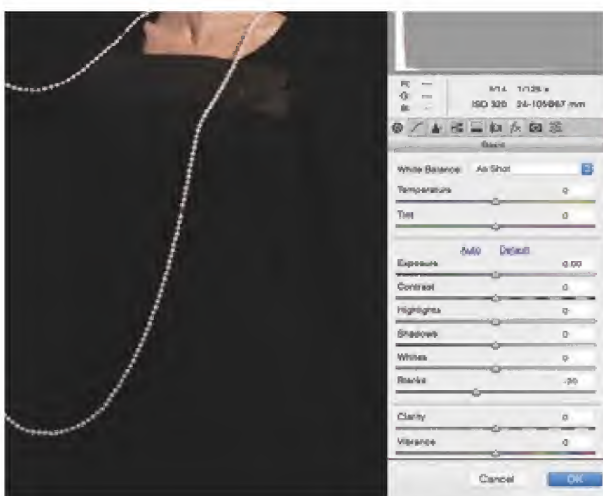 R: ---
G: ---
B: ---
f/14 1/125 s
ISO 320 24-105@67 mm
Basic
White Balance: As Shot
Temperature 0
Tint 0
Auto Default
Exposure 0.00
Contrast 0
Highlights 0
Shadows 0
Whites 0
Blacks -20
Clarity 0
Vibrance 0
Cancel OK